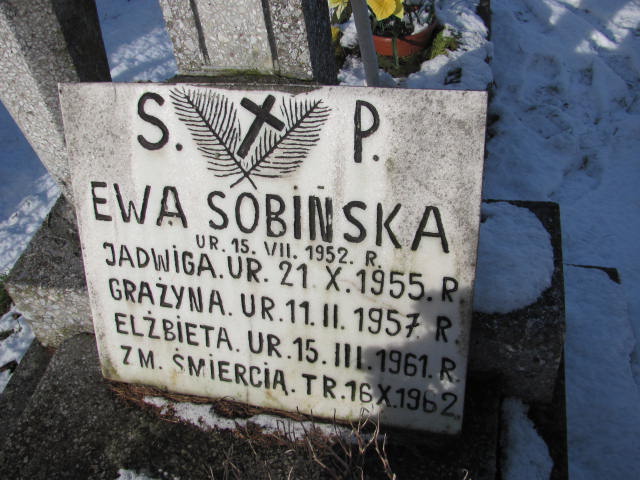 S. P.
EWA SOBIŃSKA
UR. 15. VII. 1952. R.
JADWIGA. UR. 21 X. 1955. R
GRAŻYNA. UR. 11. II 1957. R.
ELŻBIETA. UR. 15. III. 1961. R.
ZM. ŚMIERCIĄ. TR. 16 X. 1962.